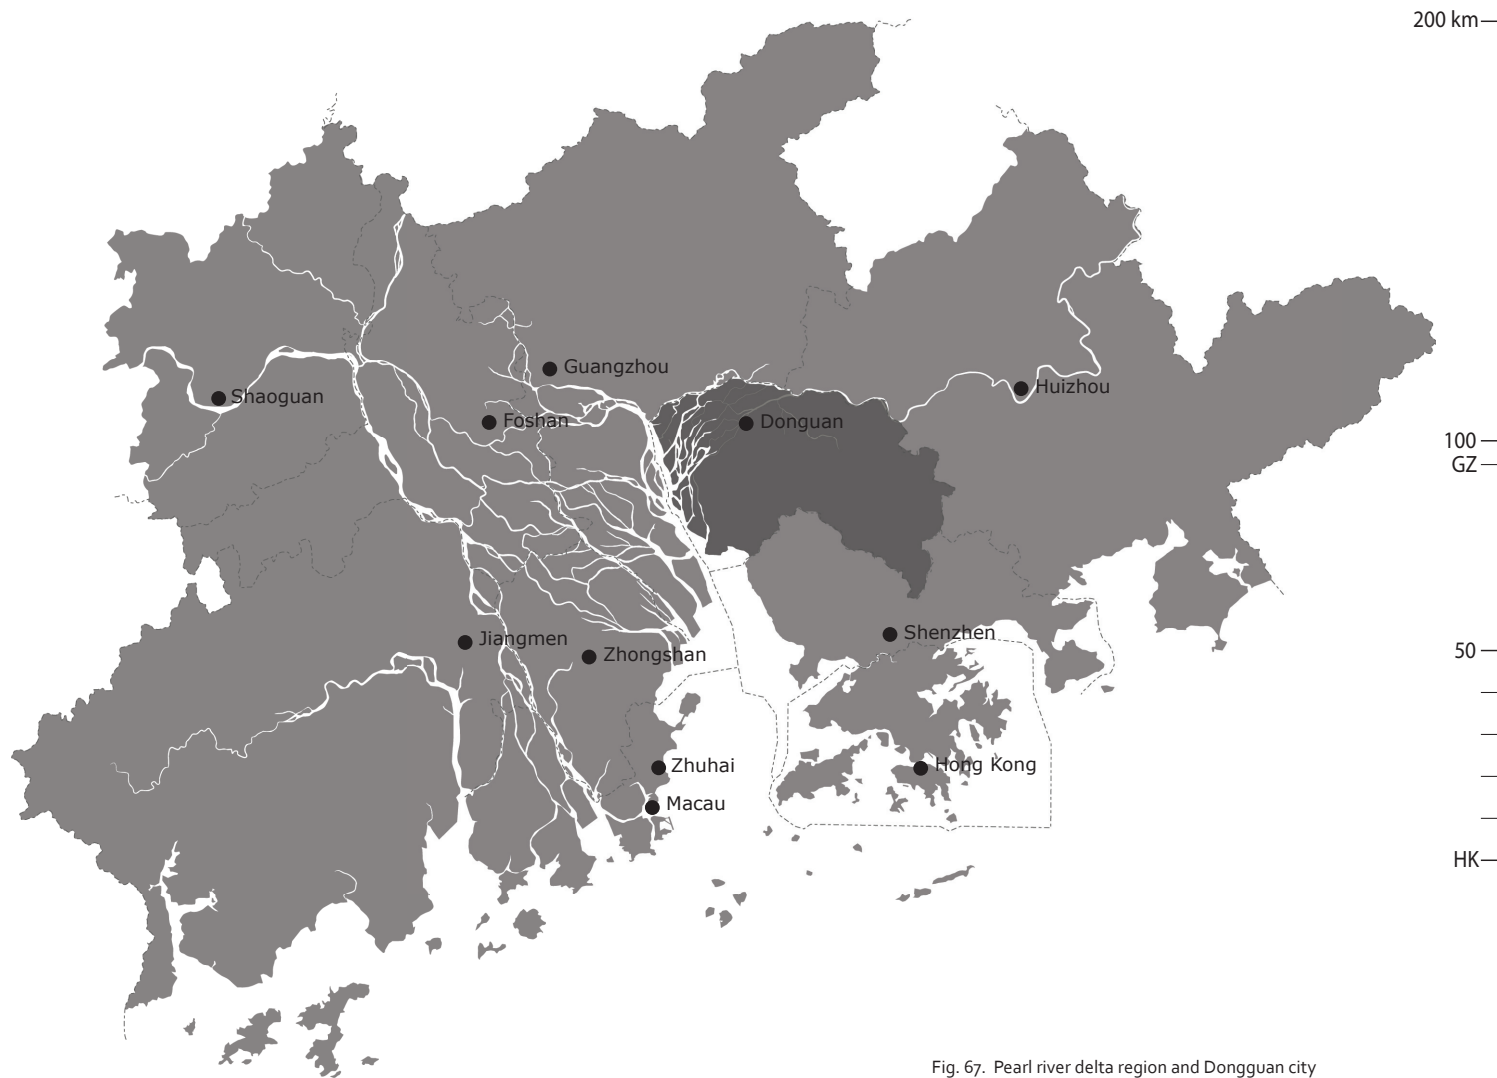 200 km
Guangzhou
Shaoguan
Huizhou
Foshan
Donguan
100
GZ
Shenzhen
Jiangmen
Zhongshan
50
Zhuhai
Hong Kong
Macau
HK
Fig. 67. Pearl river delta region and Dongguan city